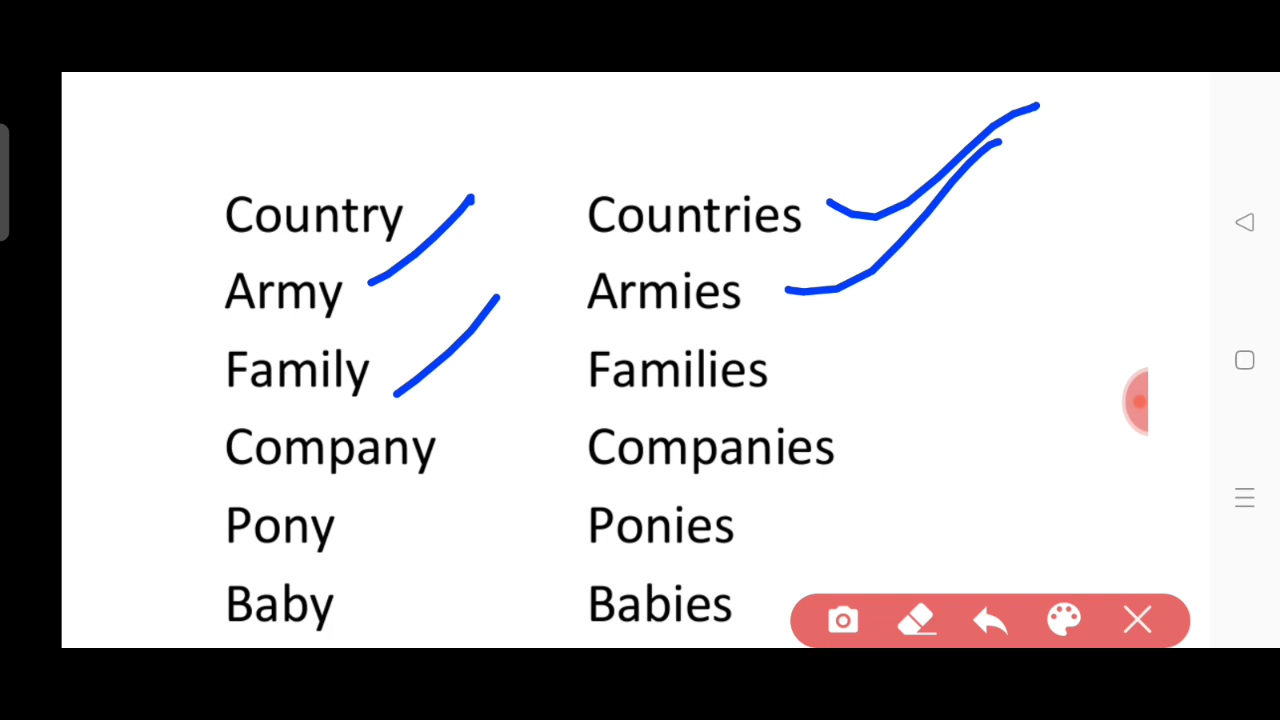 Country Countries
Army Armies
Family Families
Company Companies
Pony Ponies
Baby Babies